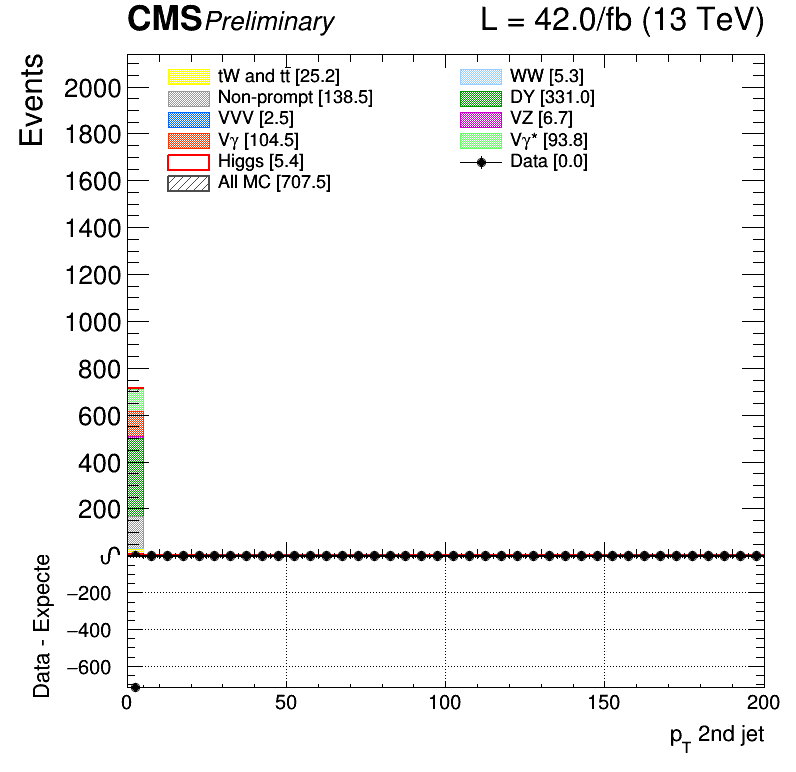 CMS Preliminary L = 42.0/fb (13 TeV)
Events
2000
1800
1600
1400
1200
1000
800
600
400
200
0
tW and tt̄ [25.2]
Non-prompt [138.5]
VVV [2.5]
Vγ [104.5]
Higgs [5.4]
All MC [707.5]
WW [5.3]
DY [331.0]
VZ [6.7]
Vγ* [93.8]
Data [0.0]
Data - Expecte
−200
−400
−600
0 50 100 150 200
pT 2nd jet